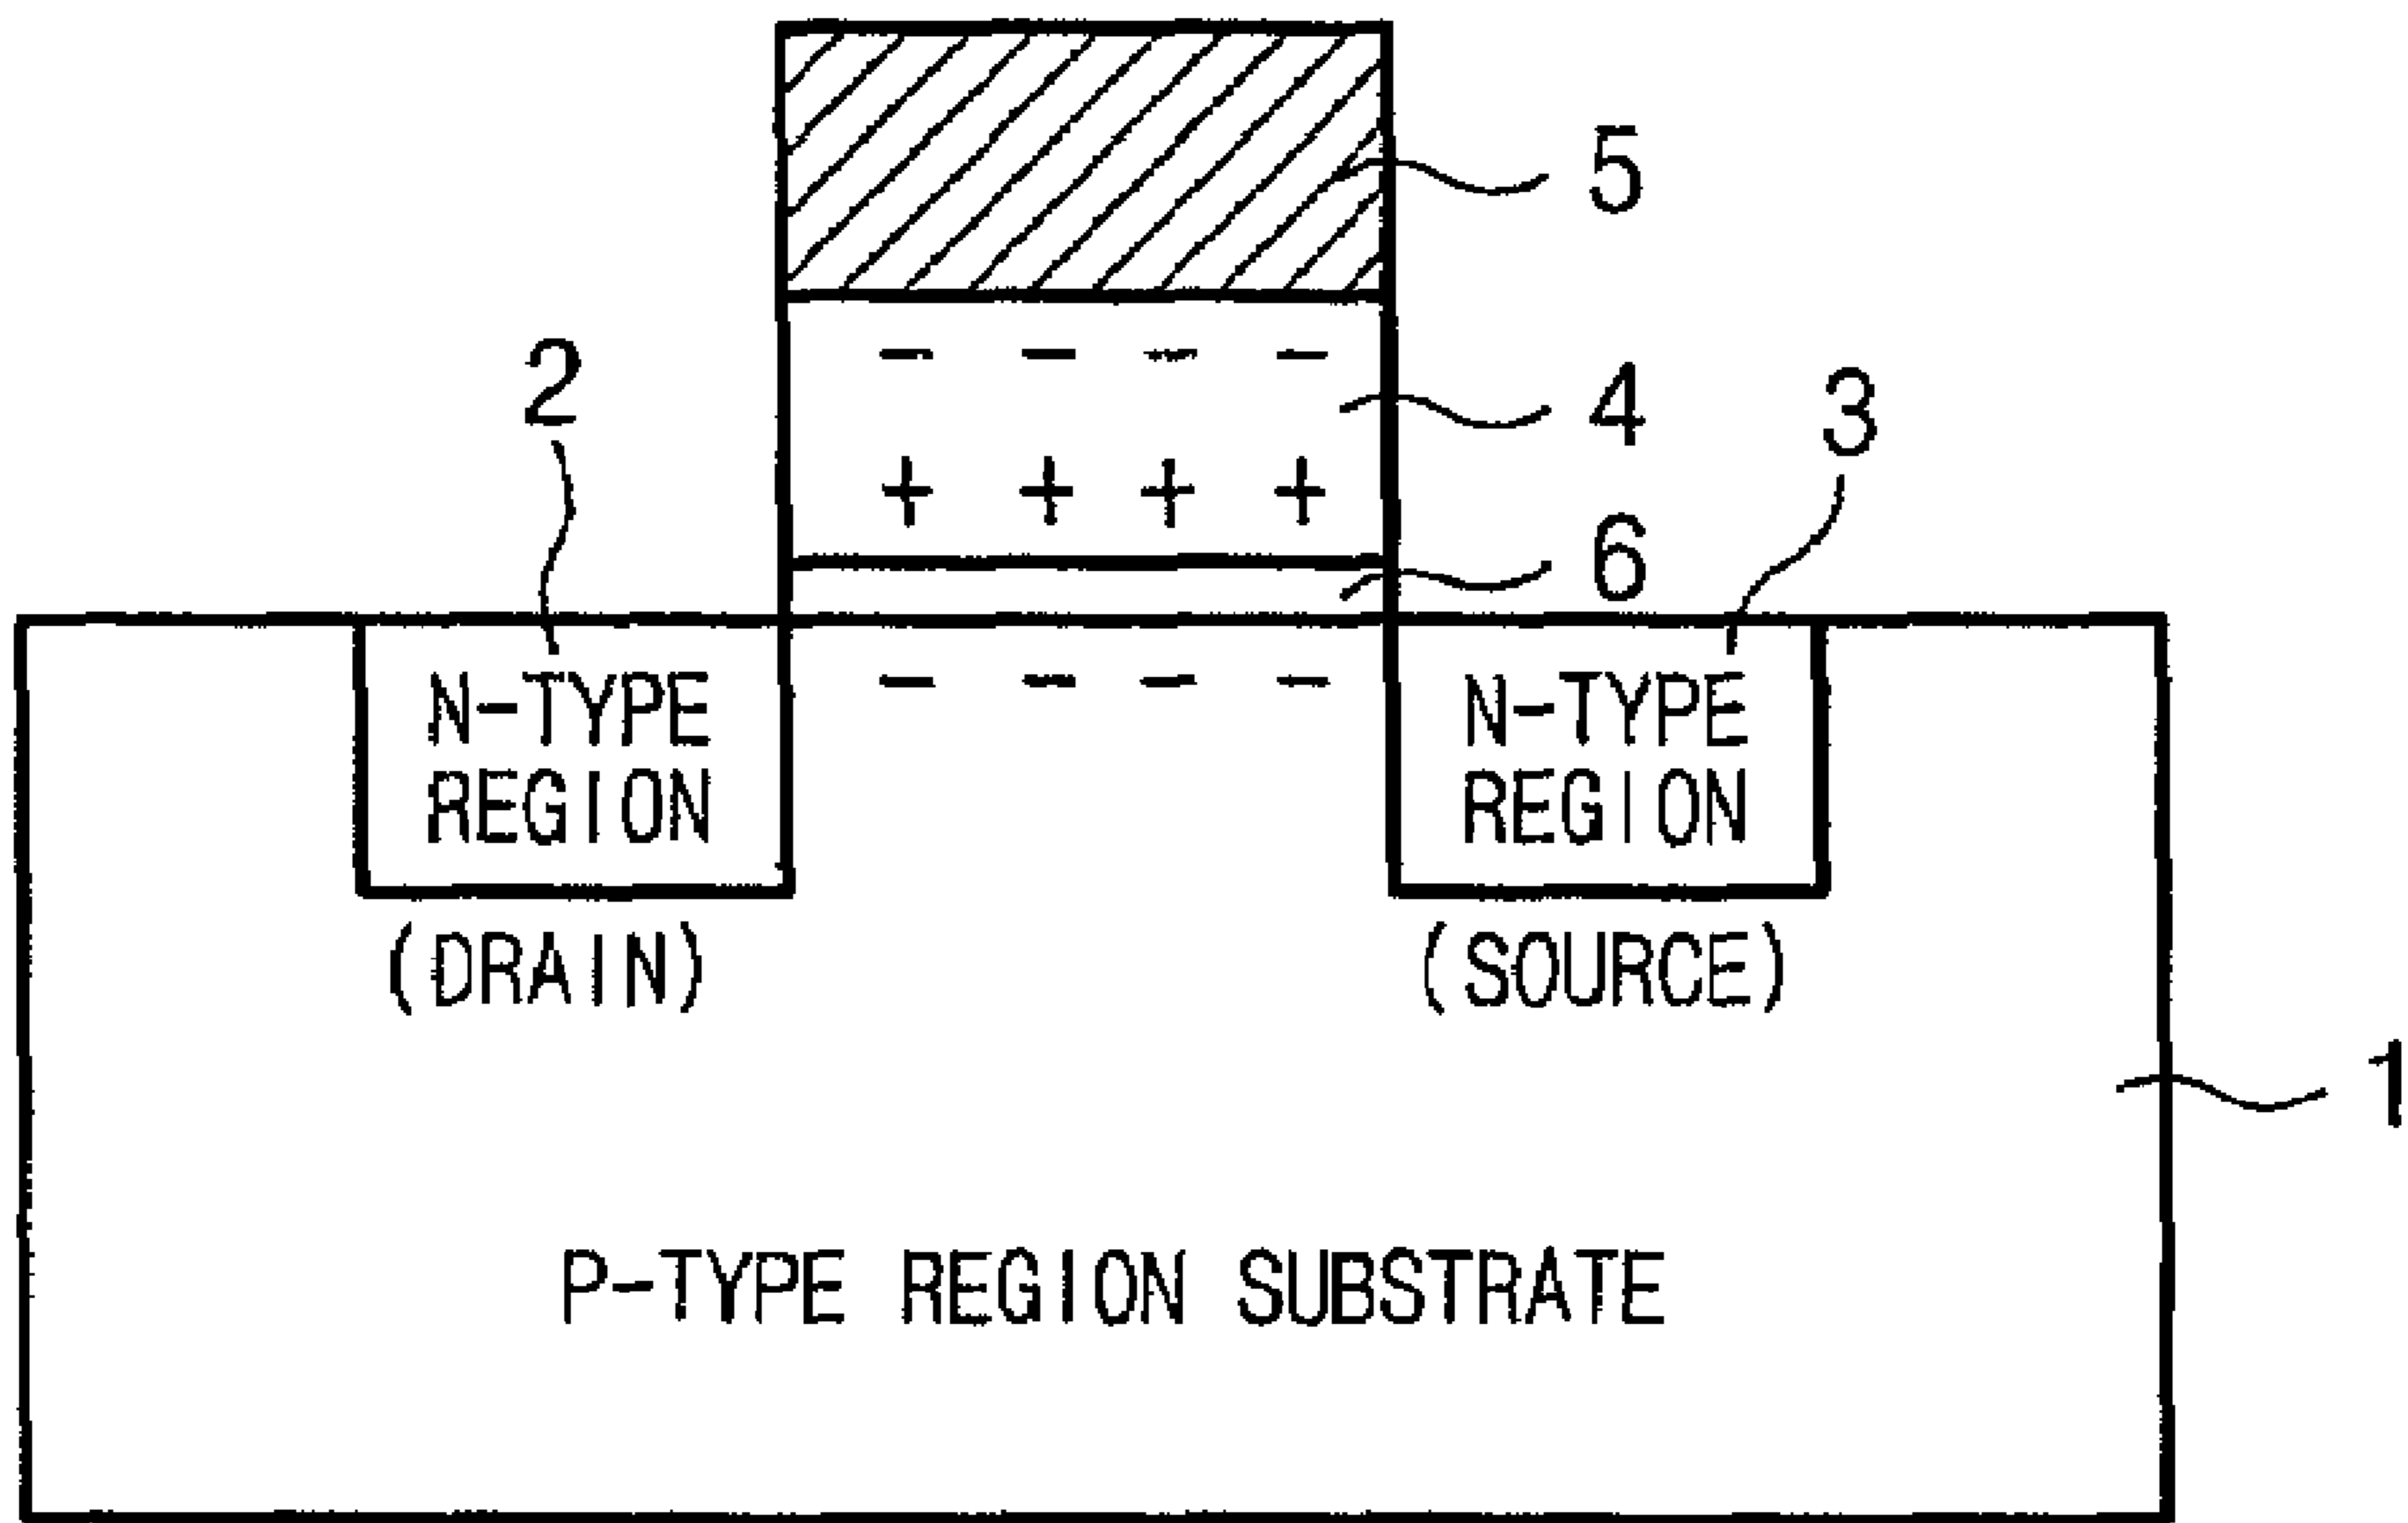 5
2
4
3
- - - -
+ + + +
6
- - - -
N-TYPE
REGION
(DRAIN)
N-TYPE
REGION
(SOURCE)
1
P-TYPE REGION SUBSTRATE